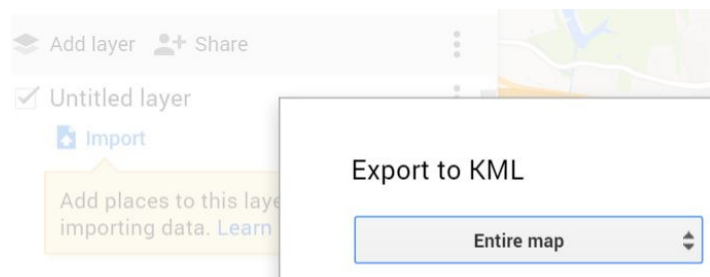 Add layer Share
Untitled layer
Import
Add places to this laye
importing data. Learn
Export to KML
Entire map